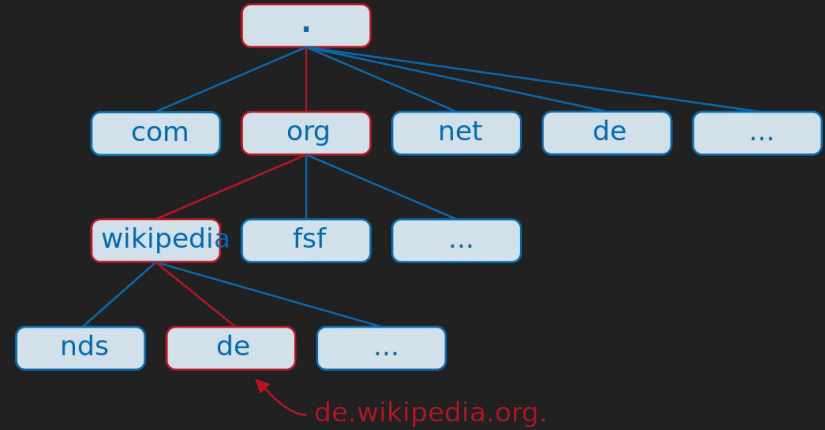 .
com org net de ...
wikipedia fsf ...
nds de ...
de.wikipedia.org.